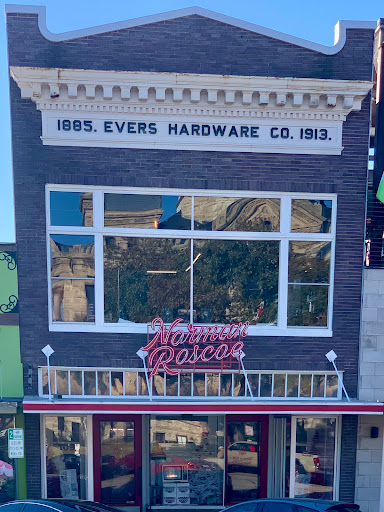 1885. EVERS HARDWARE CO. 1913.
Norman
Roscoe